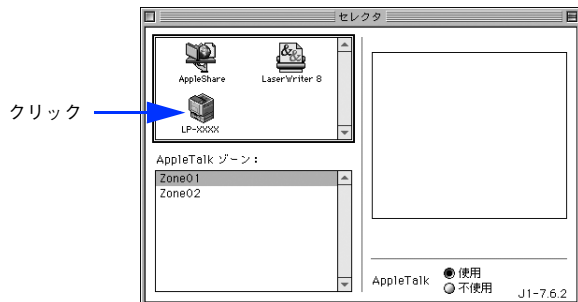 セレクタ
AppleShare
LaserWriter 8
クリック
LP-XXXX
AppleTalk ゾーン：
Zone01
Zone02
AppleTalk
使用
不使用
J1-7.6.2